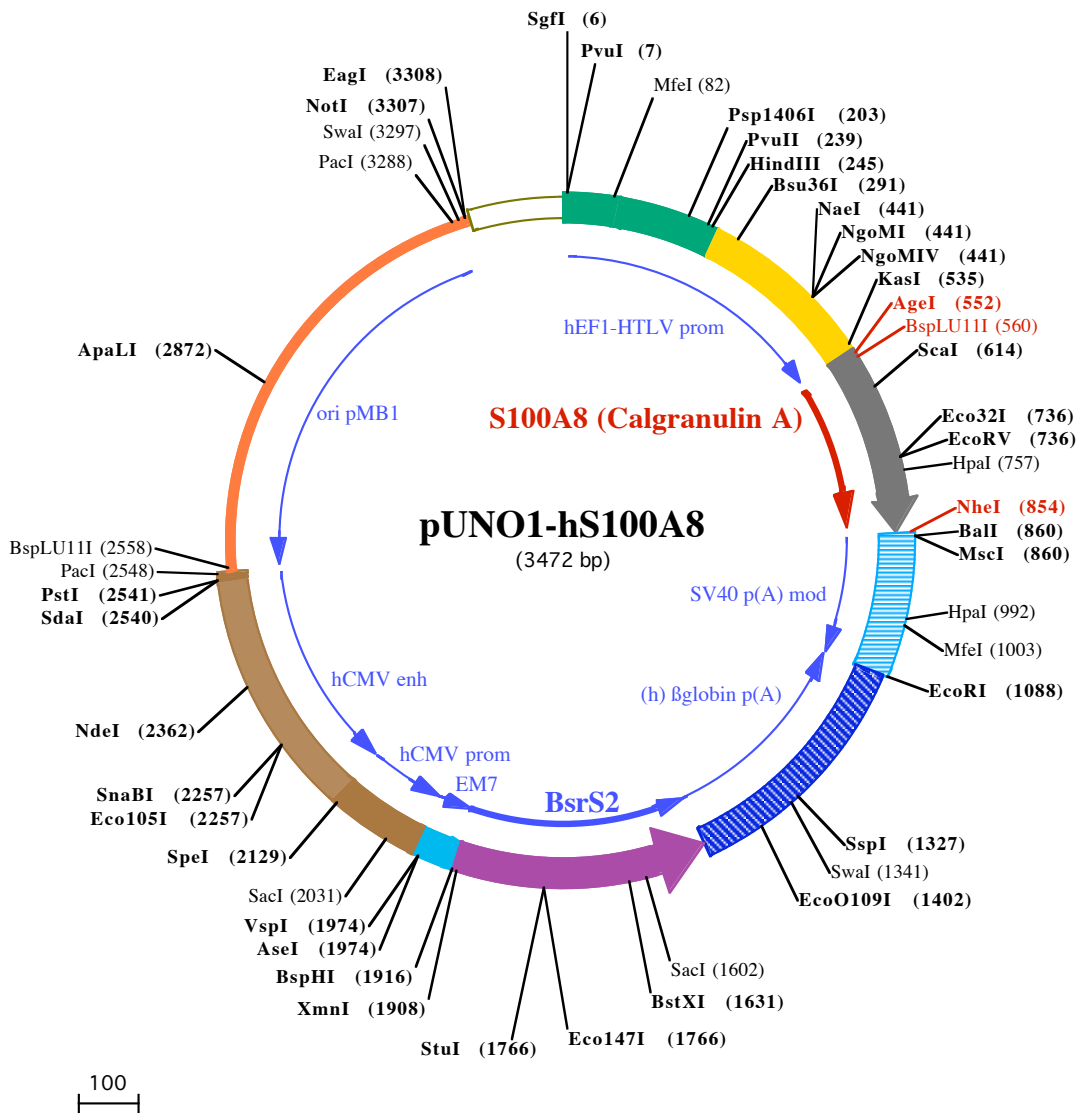 SgfI (6)
PvuI (7)
MfeI (82)
Psp1406I (203)
PvuII (239)
HindIII (245)
Bsu36I (291)
NaeI (441)
NgoMI (441)
NgoMIV (441)
KasI (535)
AgeI (552)
BspLU11I (560)
ScaI (614)
Eco32I (736)
EcoRV (736)
HpaI (757)
NheI (854)
BalI (860)
MscI (860)
HpaI (992)
MfeI (1003)
EcoRI (1088)
SspI (1327)
SwaI (1341)
EcoO109I (1402)
SacI (1602)
BstXI (1631)
Eco147I (1766)
StuI (1766)
XmnI (1908)
BspHI (1916)
AseI (1974)
VspI (1974)
SacI (2031)
SpeI (2129)
Eco105I (2257)
SnaBI (2257)
NdeI (2362)
SdaI (2540)
PstI (2541)
PacI (2548)
BspLU11I (2558)
ApaLI (2872)
PacI (3288)
SwaI (3297)
NotI (3307)
EagI (3308)
hEF1-HTLV prom
S100A8 (Calgranulin A)
ori pMB1
pUNO1-hS100A8
(3472 bp)
SV40 p(A) mod
(h) ßglobin p(A)
hCMV enh
hCMV prom
EM7
BsrS2
100